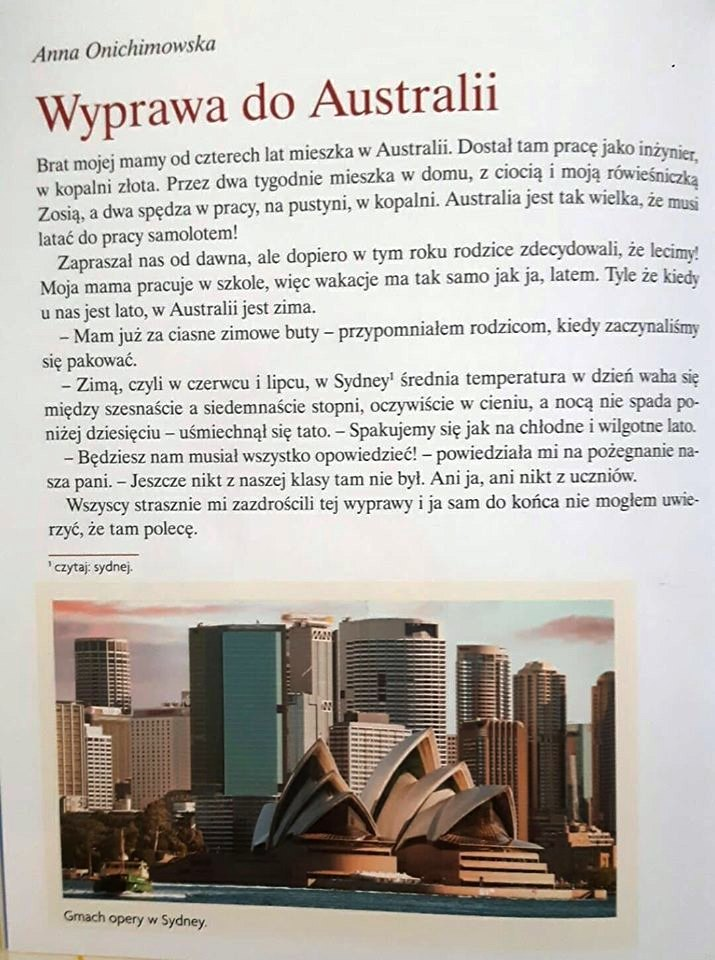 Anna Onichimowska
Wyprawa do Australii
Brat mojej mamy od czterech lat mieszka w Australii. Dostał tam pracę jako inżynier,
w kopalni złota. Przez dwa tygodnie mieszka w domu, z ciocią i moją rówieśniczką
Zosią, a dwa spędza w pracy, na pustyni, w kopalni. Australia jest tak wielka, że musi
latać do pracy samolotem!
Zapraszał nas od dawna, ale dopiero w tym roku rodzice zdecydowali, że lecimy!
Moja mama pracuje w szkole, więc wakacje ma tak samo jak ja, latem. Tyle że kiedy
u nas jest lato, w Australii jest zima.
– Mam już za ciasne zimowe buty – przypomniałem rodzicom, kiedy zaczynaliśmy
się pakować.
– Zimą, czyli w czerwcu i lipcu, w Sydney¹ średnia temperatura w dzień waha się
między szesnaście a siedemnaście stopni, oczywiście w cieniu, a nocą nie spada po-
niżej dziesięciu – uśmiechnął się tato. – Spakujemy się jak na chłodne i wilgotne lato.
– Będziesz nam musiał wszystko opowiedzieć! – powiedziała mi na pożegnanie na-
sza pani. – Jeszcze nikt z naszej klasy tam nie był. Ani ja, ani nikt z uczniów.
Wszyscy strasznie mi zazdrościli tej wyprawy i ja sam do końca nie mogłem uwie-
rzyć, że tam polecę.
¹ czytaj: sydnej.
Gmach opery w Sydney.